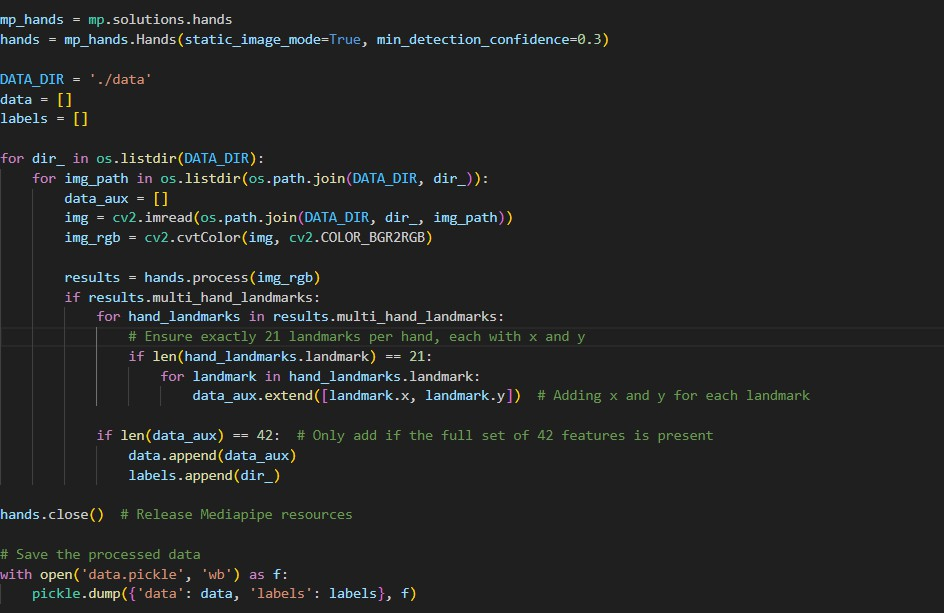 mp_hands = mp.solutions.hands
hands = mp_hands.Hands(static_image_mode=True, min_detection_confidence=0.3)

DATA_DIR = './data'
data = []
labels = []

for dir_ in os.listdir(DATA_DIR):
    for img_path in os.listdir(os.path.join(DATA_DIR, dir_)):
        data_aux = []
        img = cv2.imread(os.path.join(DATA_DIR, dir_, img_path))
        img_rgb = cv2.cvtColor(img, cv2.COLOR_BGR2RGB)

        results = hands.process(img_rgb)
        if results.multi_hand_landmarks:
            for hand_landmarks in results.multi_hand_landmarks:
                # Ensure exactly 21 landmarks per hand, each with x and y
                if len(hand_landmarks.landmark) == 21:
                    for landmark in hand_landmarks.landmark:
                        data_aux.extend([landmark.x, landmark.y])  # Adding x and y for each landmark

            if len(data_aux) == 42:  # Only add if the full set of 42 features is present
                data.append(data_aux)
                labels.append(dir_)

hands.close()  # Release Mediapipe resources

# Save the processed data
with open('data.pickle', 'wb') as f:
    pickle.dump({'data': data, 'labels': labels}, f)